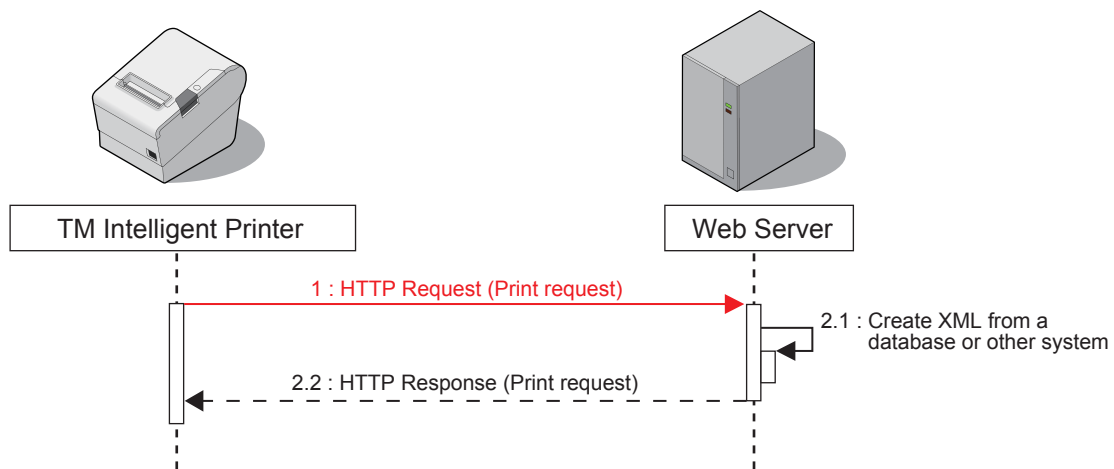 TM Intelligent Printer
Web Server
1 : HTTP Request (Print request)
2.1 : Create XML from a
database or other system
2.2 : HTTP Response (Print request)